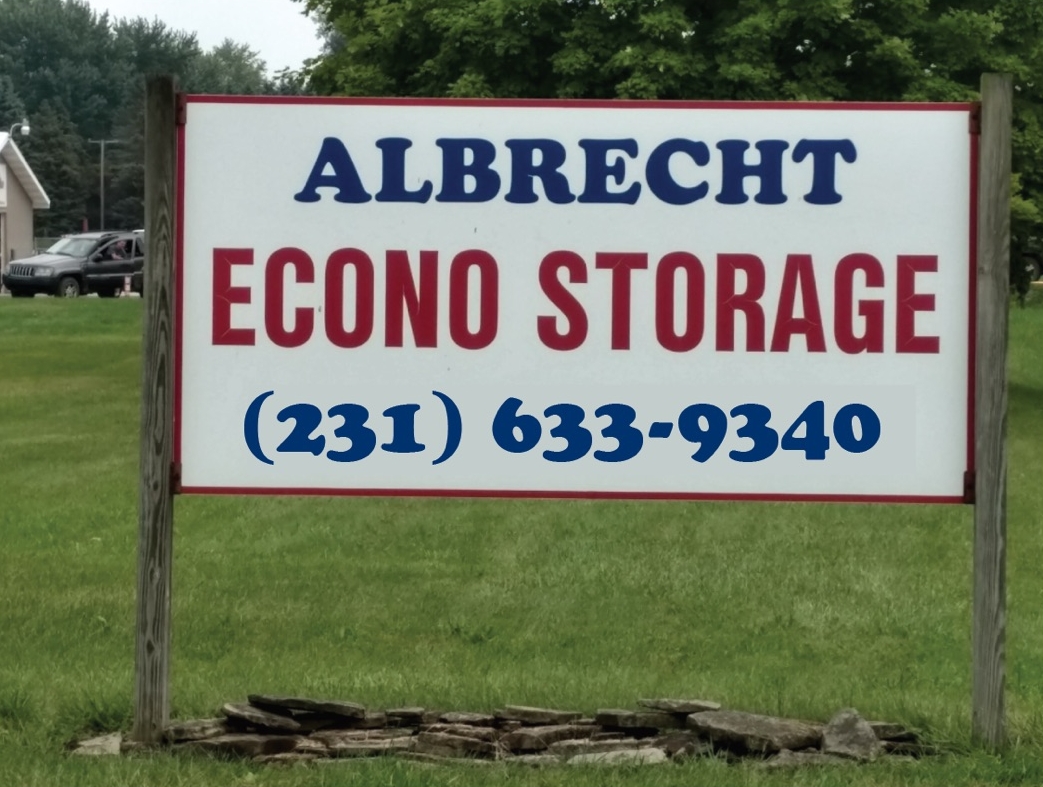 ALBRECHT
ECONO STORAGE
(231) 633-9340